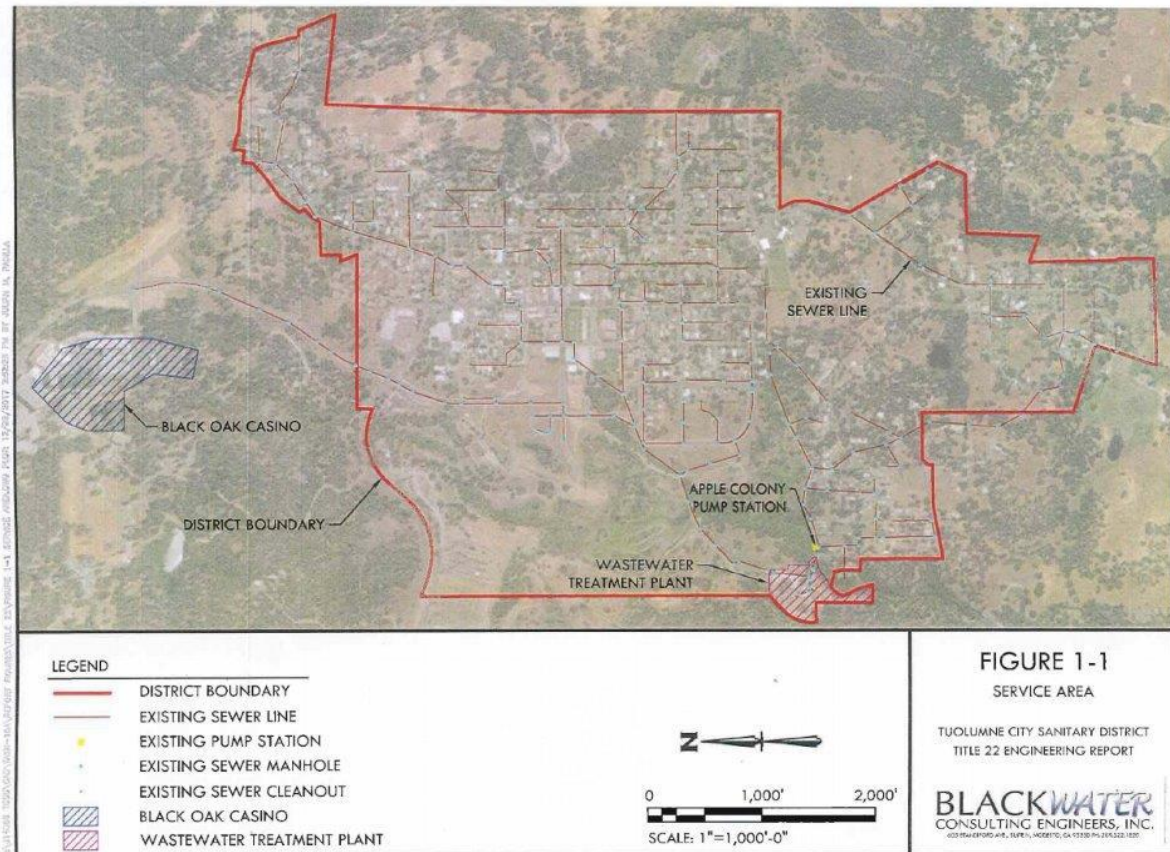 EXISTING
SEWER LINE
BLACK OAK CASINO
DISTRICT BOUNDARY
APPLE COLONY
PUMP STATION
WASTEWATER
TREATMENT PLANT
LEGEND
DISTRICT BOUNDARY
EXISTING SEWER LINE
EXISTING PUMP STATION
EXISTING SEWER MANHOLE
EXISTING SEWER CLEANOUT
BLACK OAK CASINO
WASTEWATER TREATMENT PLANT
N
0 1,000' 2,000'
SCALE: 1"=1,000'-0"
FIGURE 1-1
SERVICE AREA
TUOLUMNE CITY SANITARY DISTRICT
TITLE 22 ENGINEERING REPORT
BLACKWATER
CONSULTING ENGINEERS, INC.